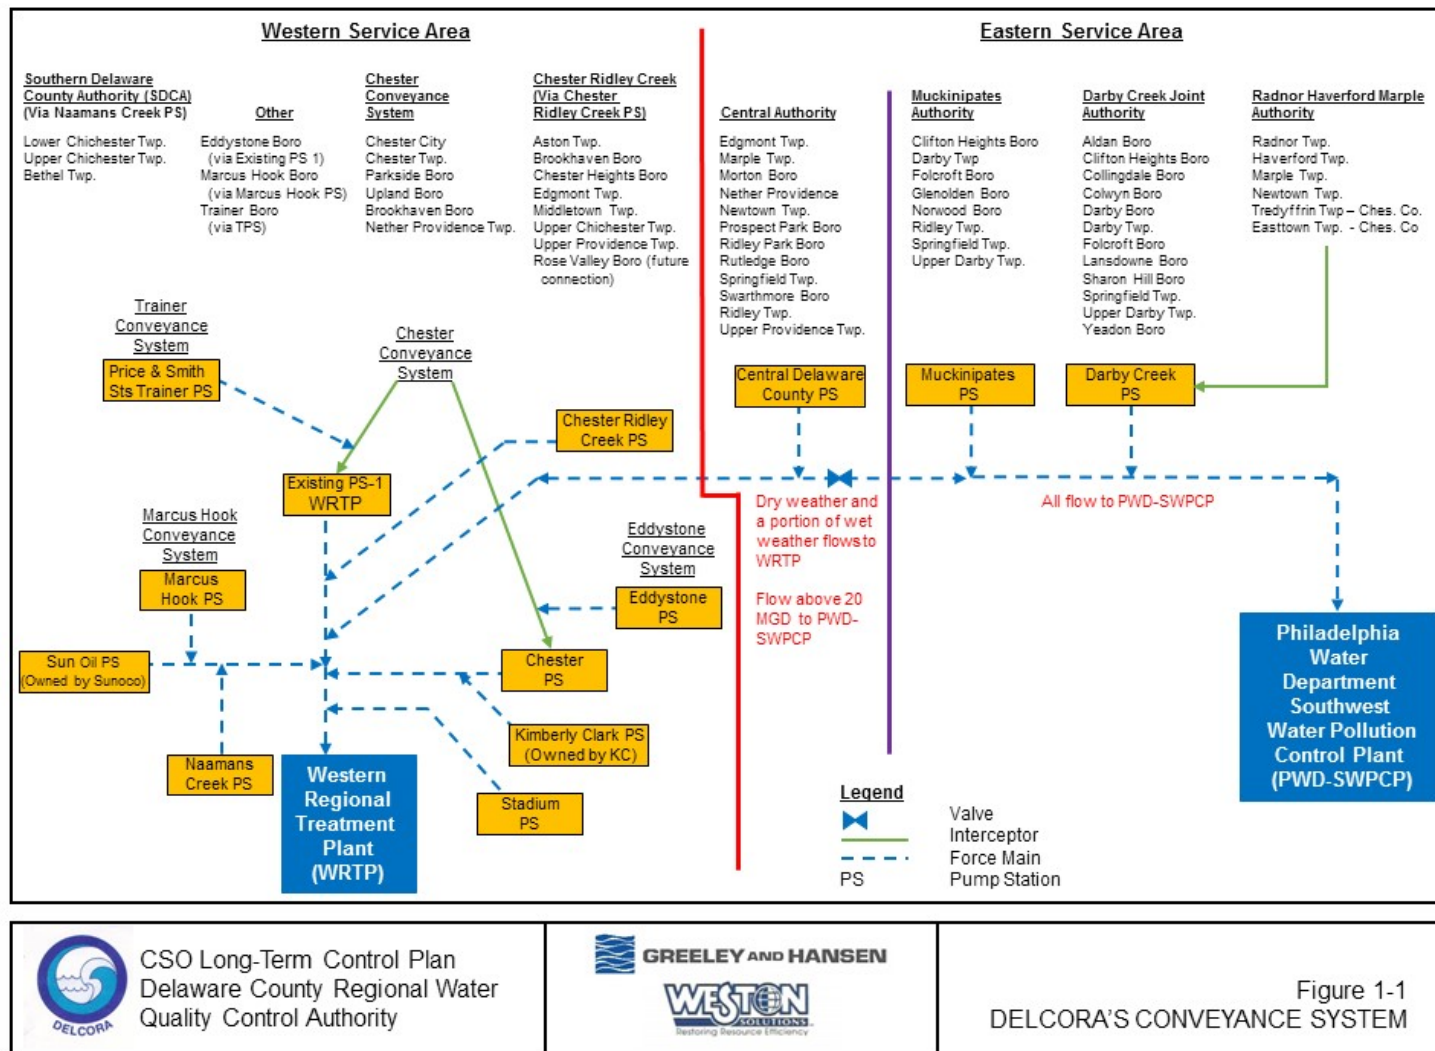 Western Service Area
Eastern Service Area
Southern Delaware
County Authority (SDCA)
(Via Naamans Creek PS)
Lower Chichester Twp.
Upper Chichester Twp.
Bethel Twp.
Other
Eddystone Boro
(via Existing PS 1)
Marcus Hook Boro
(via Marcus Hook PS)
Trainer Boro
(via TPS)
Chester
Conveyance
System
Chester City
Chester Twp.
Parkside Boro
Upland Boro
Brookhaven Boro
Nether Providence Twp.
Chester Ridley Creek
(Via Chester
Ridley Creek PS)
Aston Twp.
Brookhaven Boro
Chester Heights Boro
Edgmont Twp.
Middletown Twp.
Upper Chichester Twp.
Upper Providence Twp.
Rose Valley Boro (future
connection)
Central Authority
Edgmont Twp.
Marple Twp.
Morton Boro
Nether Providence
Newtown Twp.
Prospect Park Boro
Ridley Park Boro
Rutledge Boro
Springfield Twp.
Swarthmore Boro
Ridley Twp.
Upper Providence Twp.
Muckinipates
Authority
Clifton Heights Boro
Darby Twp
Folcroft Boro
Glenolden Boro
Norwood Boro
Ridley Twp.
Springfield Twp.
Upper Darby Twp.
Darby Creek Joint
Authority
Aldan Boro
Clifton Heights Boro
Collingdale Boro
Colwyn Boro
Darby Boro
Darby Twp.
Folcroft Boro
Lansdowne Boro
Sharon Hill Boro
Springfield Twp.
Upper Darby Twp.
Yeadon Boro
Radnor Haverford Marple
Authority
Radnor Twp.
Haverford Twp.
Marple Twp.
Newtown Twp.
Tredyffrin Twp – Ches. Co.
Easttown Twp. - Ches. Co
Trainer
Conveyance
System
Price & Smith
Sts Trainer PS
Chester
Conveyance
System
Chester Ridley
Creek PS
Central Delaware
County PS
Muckinipates
PS
Darby Creek
PS
Existing PS-1
WRTP
Marcus Hook
Conveyance
System
Marcus
Hook PS
Eddystone
Conveyance
System
Eddystone
PS
Dry weather and
a portion of wet
weather flows to
WRTP
Flow above 20
MGD to PWD-
SWPCP
All flow to PWD-SWPCP
Sun Oil PS
(Owned by Sunoco)
Chester
PS
Kimberly Clark PS
(Owned by KC)
Naamans
Creek PS
Stadium
PS
Western
Regional
Treatment
Plant
(WRTP)
Philadelphia
Water
Department
Southwest
Water Pollution
Control Plant
(PWD-SWPCP)
Legend
Valve
Interceptor
Force Main
PS Pump Station
DELCORA
CSO Long-Term Control Plan
Delaware County Regional Water
Quality Control Authority
GREELEY AND HANSEN
WESTON
SOLUTIONS
Restoring Resource Efficiency
Figure 1-1
DELCORA'S CONVEYANCE SYSTEM